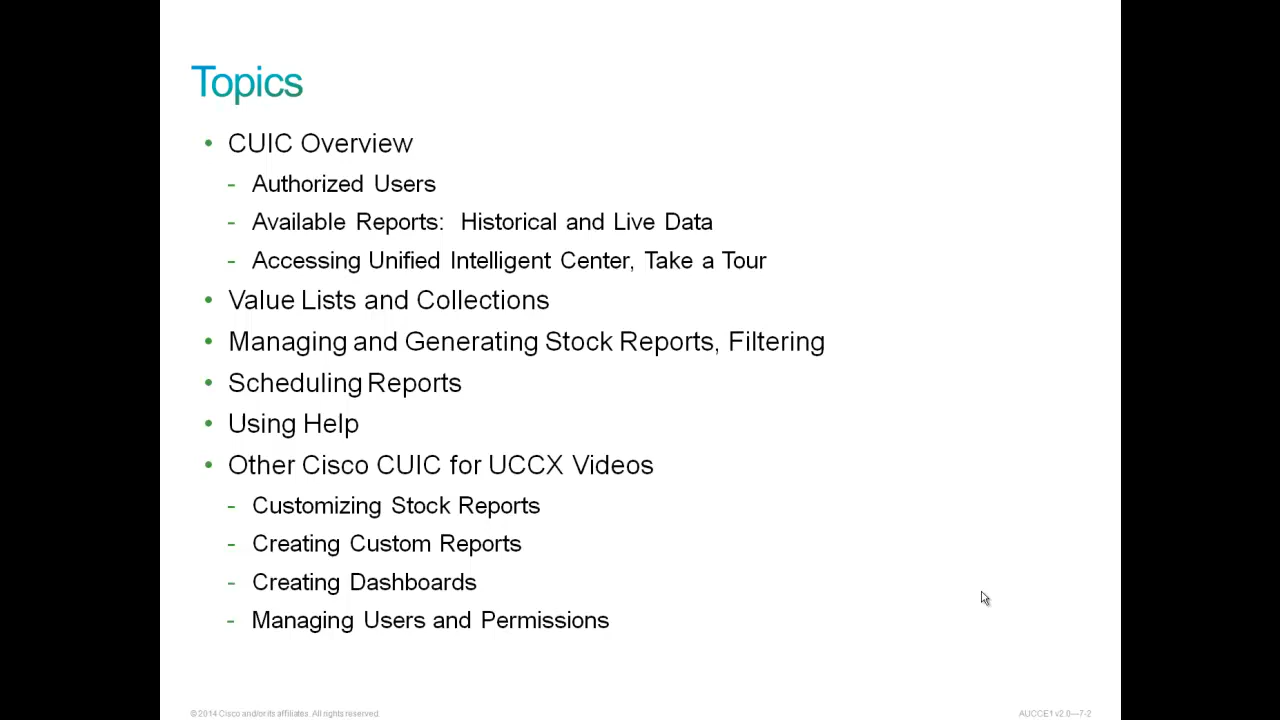 Topics
• CUIC Overview
- Authorized Users
- Available Reports: Historical and Live Data
- Accessing Unified Intelligent Center, Take a Tour
• Value Lists and Collections
• Managing and Generating Stock Reports, Filtering
• Scheduling Reports
• Using Help
• Other Cisco CUIC for UCCX Videos
- Customizing Stock Reports
- Creating Custom Reports
- Creating Dashboards
- Managing Users and Permissions
© 2014 Cisco and/or its affiliates. All rights reserved.
AUCCE1 v2.0—7-2